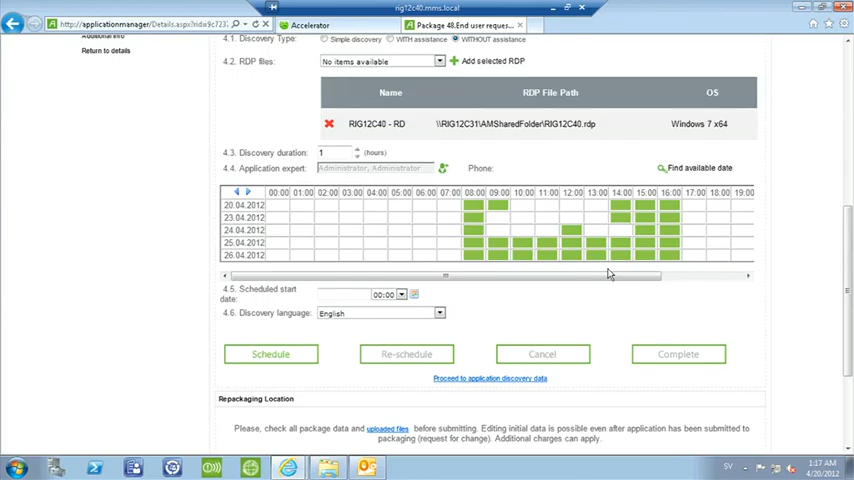 rig12c40.mms.local
http://applicationmanager/Details.aspx?rid=
Accelerator
Package 48.End user reques...
Additional info
Return to details
4.1. Discovery Type:
Simple discovery
WITH assistance
WITHOUT assistance
4.2. RDP files:
No items available
Add selected RDP
Name
RDP File Path
OS
RIG12C40 - RD
\\RIG12C31\AMSharedFolder\RIG12C40.rdp
Windows 7 x64
4.3. Discovery duration:
1
(hours)
4.4. Application expert:
Administrator, Administrator
Phone:
Find available date
00:00 01:00 02:00 03:00 04:00 05:00 06:00 07:00 08:00 09:00 10:00 11:00 12:00 13:00 14:00 15:00 16:00 17:00 18:00 19:00
20.04.2012
23.04.2012
24.04.2012
25.04.2012
26.04.2012
4.5. Scheduled start
date:
00:00
4.6. Discovery language:
English
Schedule
Re-schedule
Cancel
Complete
Proceed to application discovery data
Repackaging Location
Please, check all package data and uploaded files before submitting. Editing initial data is possible even after application has been submitted to
packaging (request for change). Additional charges can apply.
SV
1:17 AM
4/20/2012